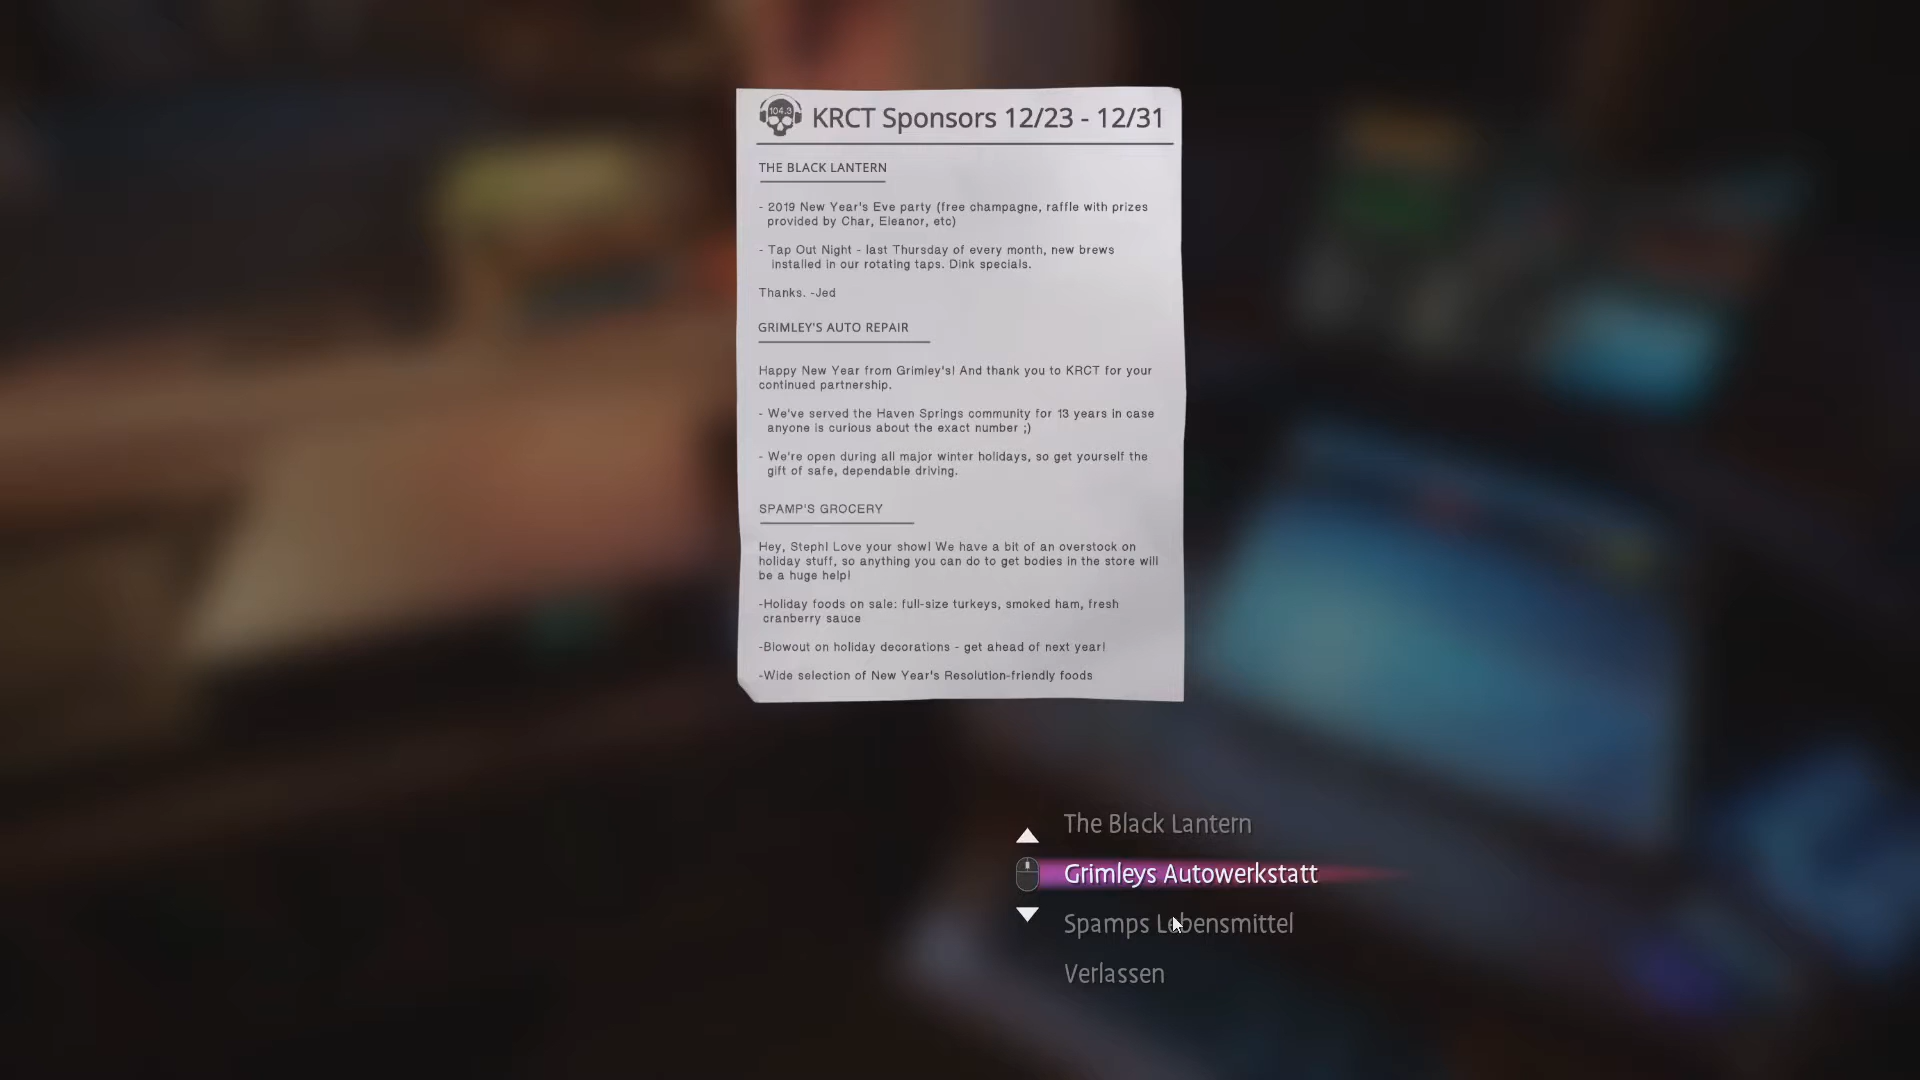 104.3
KRCT Sponsors 12/23 - 12/31
THE BLACK LANTERN
- 2019 New Year's Eve party (free champagne, raffle with prizes
provided by Char, Eleanor, etc)
- Tap Out Night - last Thursday of every month, new brews
installed in our rotating taps. Dink specials.
Thanks. -Jed
GRIMLEY'S AUTO REPAIR
Happy New Year from Grimley's! And thank you to KRCT for your
continued partnership.
- We've served the Haven Springs community for 13 years in case
anyone is curious about the exact number ;)
- We're open during all major winter holidays, so get yourself the
gift of safe, dependable driving.
SPAMP'S GROCERY
Hey, Steph! Love your show! We have a bit of an overstock on
holiday stuff, so anything you can do to get bodies in the store will
be a huge help!
-Holiday foods on sale: full-size turkeys, smoked ham, fresh
cranberry sauce
-Blowout on holiday decorations - get ahead of next year!
-Wide selection of New Year's Resolution-friendly foods
The Black Lantern
Grimleys Autowerkstatt
Spamps Lebensmittel
Verlassen